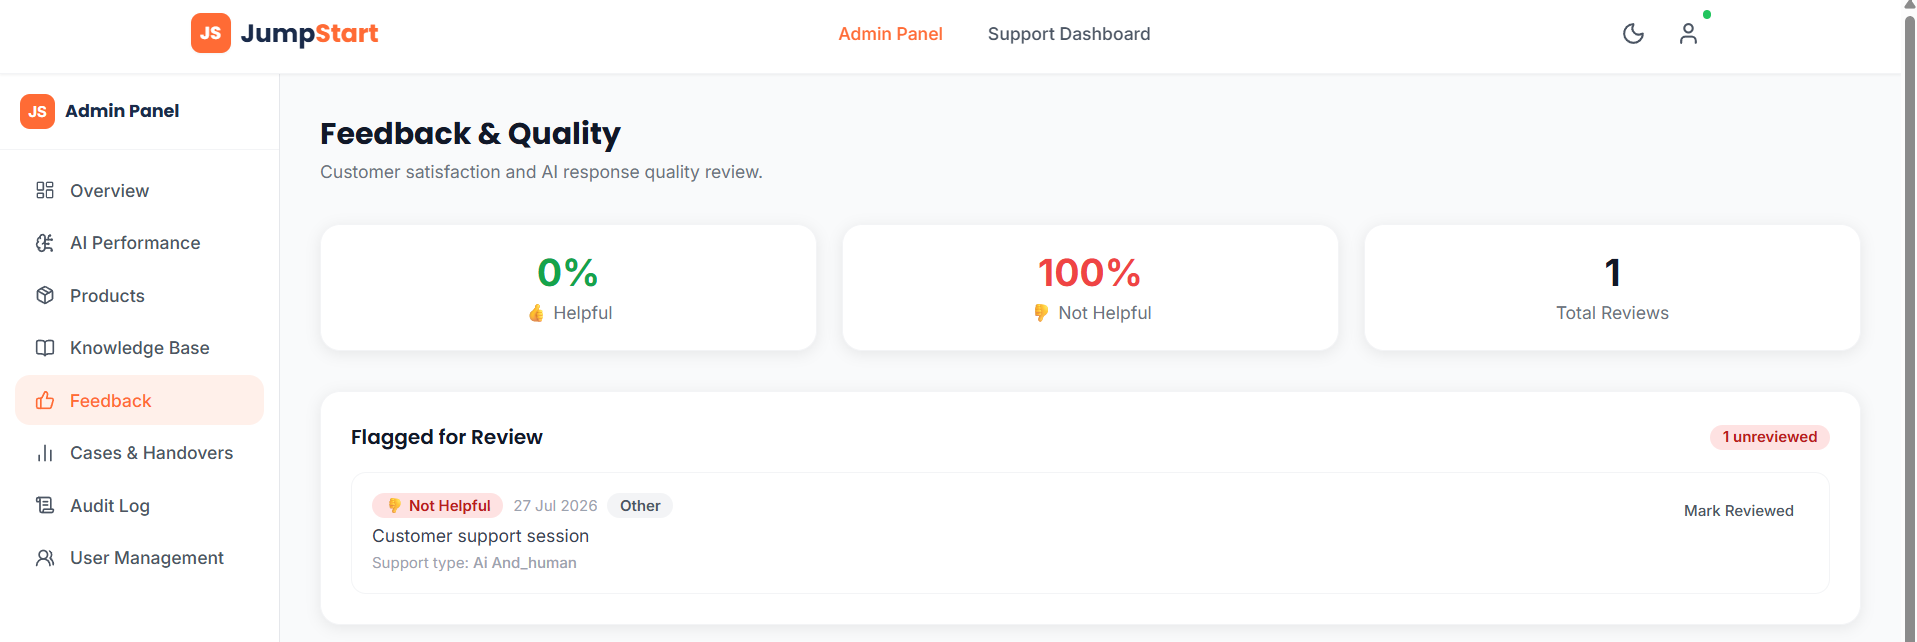 JS JumpStart
Admin Panel
Support Dashboard
JS Admin Panel
Overview
AI Performance
Products
Knowledge Base
Feedback
Cases & Handovers
Audit Log
User Management
Feedback & Quality
Customer satisfaction and AI response quality review.
0%
👍 Helpful
100%
👎 Not Helpful
1
Total Reviews
Flagged for Review
1 unreviewed
👎 Not Helpful 27 Jul 2026 Other
Mark Reviewed
Customer support session
Support type: Ai And_human